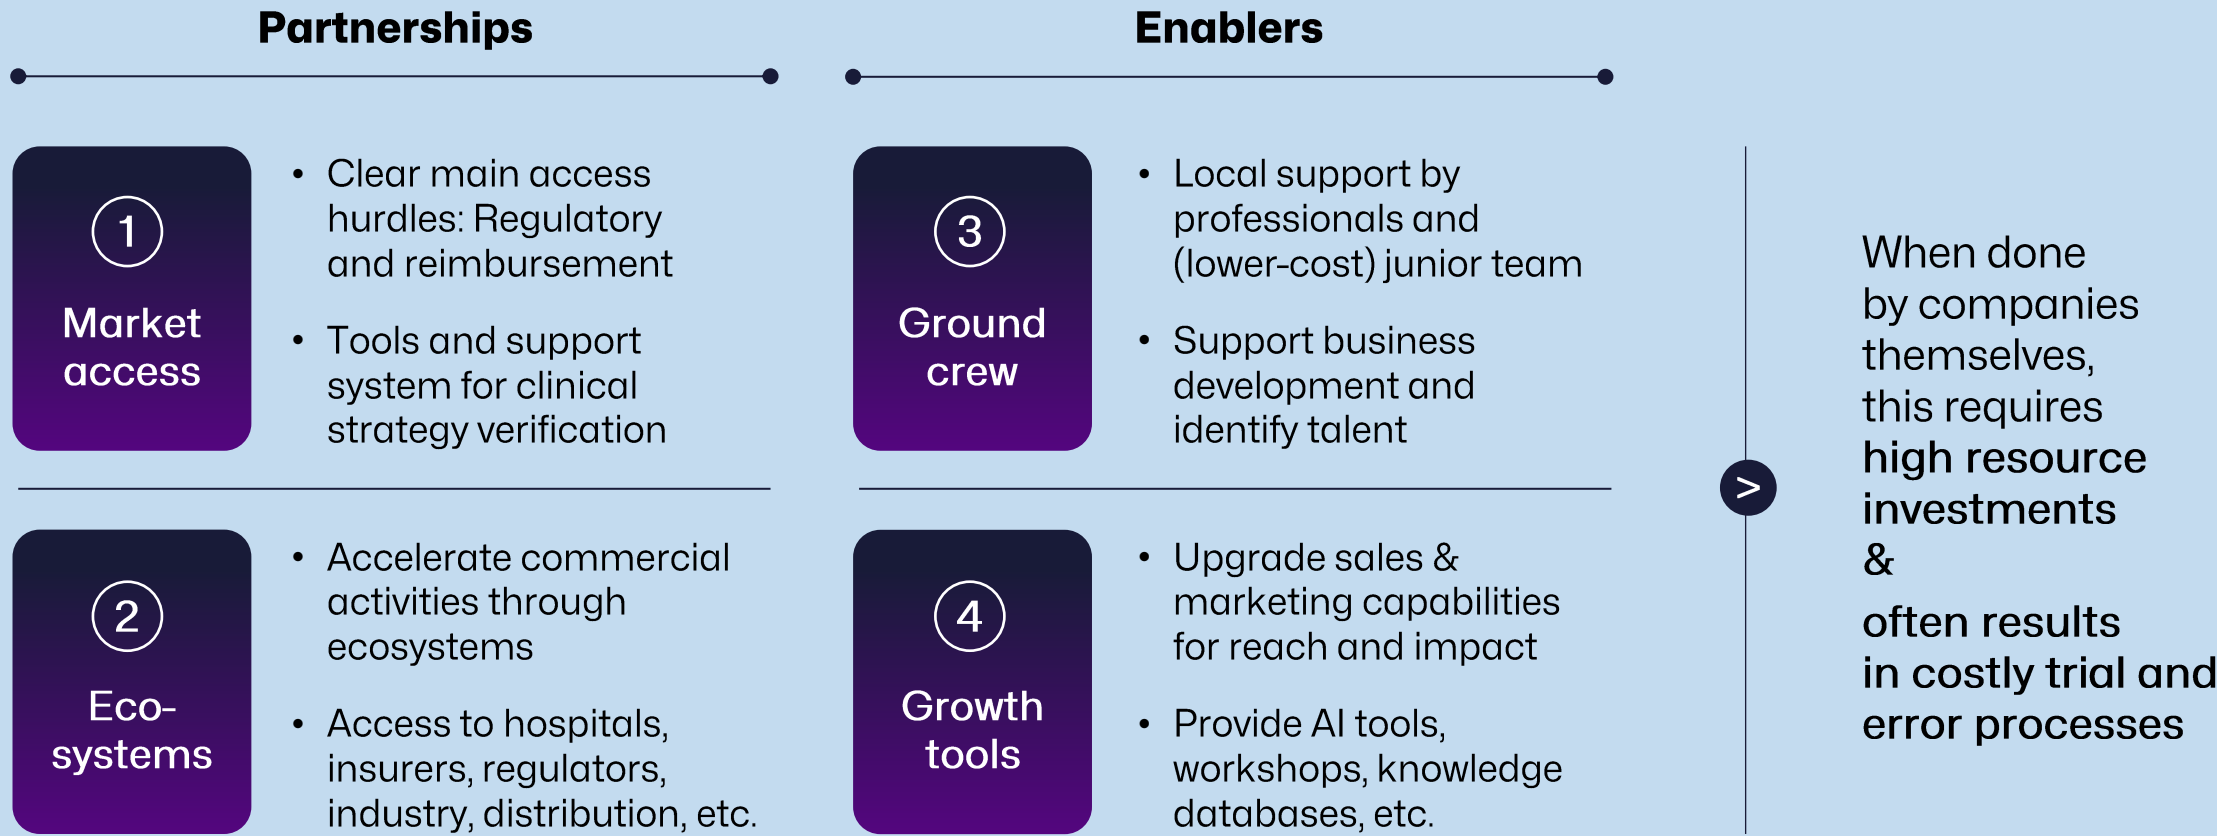 Partnerships
1
Market
access
• Clear main access
hurdles: Regulatory
and reimbursement
• Tools and support
system for clinical
strategy verification
2
Eco-
systems
• Accelerate commercial
activities through
ecosystems
• Access to hospitals,
insurers, regulators,
industry, distribution, etc.
Enablers
3
Ground
crew
• Local support by
professionals and
(lower-cost) junior team
• Support business
development and
identify talent
4
Growth
tools
• Upgrade sales &
marketing capabilities
for reach and impact
• Provide AI tools,
workshops, knowledge
databases, etc.
>
When done
by companies
themselves,
this requires
high resource
investments
&
often results
in costly trial and
error processes